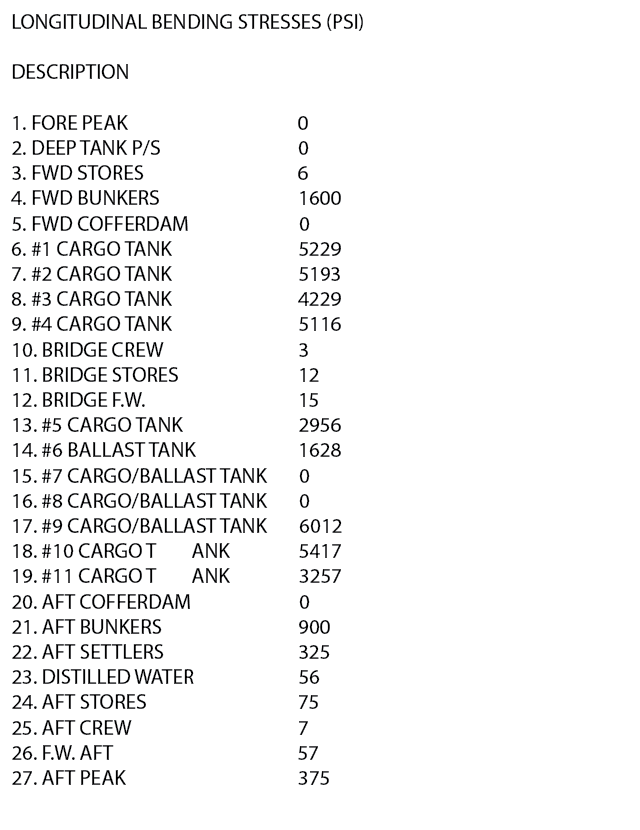 LONGITUDINAL BENDING STRESSES (PSI)
DESCRIPTION
1. FORE PEAK 0
2. DEEP TANK P/S 0
3. FWD STORES 6
4. FWD BUNKERS 1600
5. FWD COFFERDAM 0
6. #1 CARGO TANK 5229
7. #2 CARGO TANK 5193
8. #3 CARGO TANK 4229
9. #4 CARGO TANK 5116
10. BRIDGE CREW 3
11. BRIDGE STORES 12
12. BRIDGE F.W. 15
13. #5 CARGO TANK 2956
14. #6 BALLAST TANK 1628
15. #7 CARGO/BALLAST TANK 0
16. #8 CARGO/BALLAST TANK 0
17. #9 CARGO/BALLAST TANK 6012
18. #10 CARGO T ANK 5417
19. #11 CARGO T ANK 3257
20. AFT COFFERDAM 0
21. AFT BUNKERS 900
22. AFT SETTLERS 325
23. DISTILLED WATER 56
24. AFT STORES 75
25. AFT CREW 7
26. F.W. AFT 57
27. AFT PEAK 375